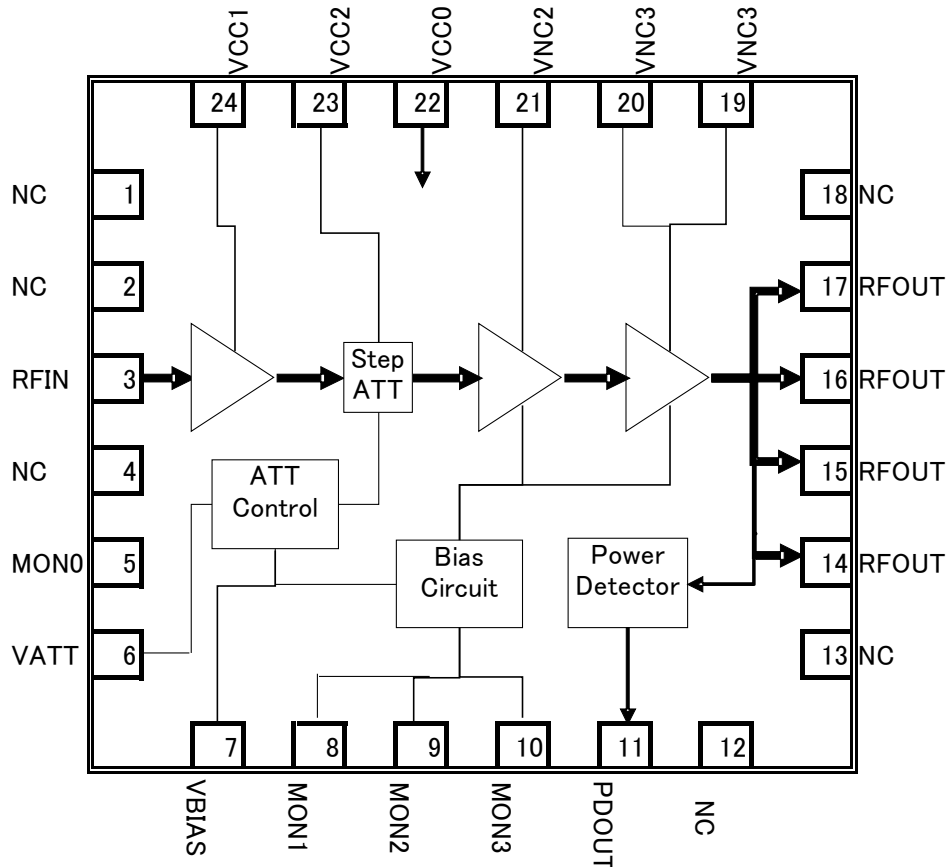 VCC1
VCC2
VCC0
VNC2
VNC3
VNC3
24
23
22
21
20
19
NC
1
18
NC
NC
2
17
RFOUT
RFIN
3
Step
ATT
16
RFOUT
NC
4
ATT
Control
15
RFOUT
MON0
5
Bias
Circuit
Power
Detector
14
RFOUT
VATT
6
13
NC
7
8
9
10
11
12
VBIAS
MON1
MON2
MON3
PDOUT
NC